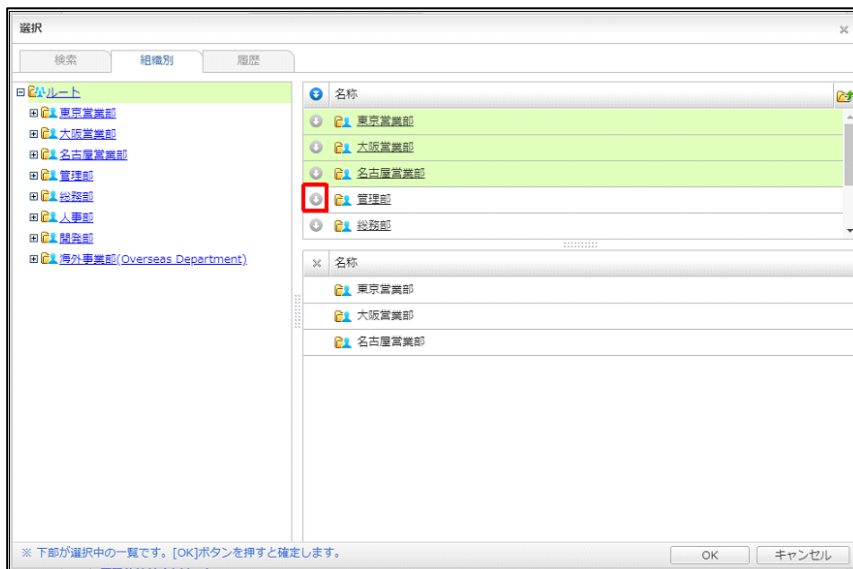 選択
検索 組織別 履歴
ルート
東京営業部
大阪営業部
名古屋営業部
管理部
総務部
人事部
開発部
海外事業部(Overseas Department)
名称
東京営業部
大阪営業部
名古屋営業部
管理部
総務部
名称
東京営業部
大阪営業部
名古屋営業部
※ 下部が選択中の一覧です。[OK]ボタンを押すと確定します。
OK キャンセル